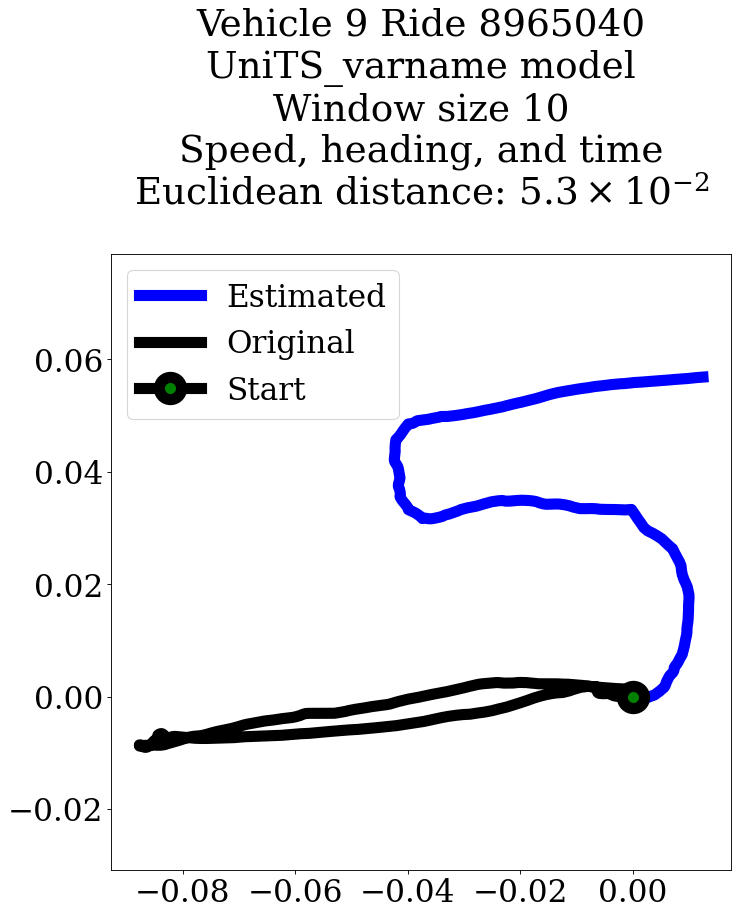 Vehicle 9 Ride 8965040
UniTS_varname model
Window size 10
Speed, heading, and time
Euclidean distance: 5.3 × 10⁻²
Estimated
Original
Start
0.06
0.04
0.02
0.00
−0.02
−0.08 −0.06 −0.04 −0.02 0.00